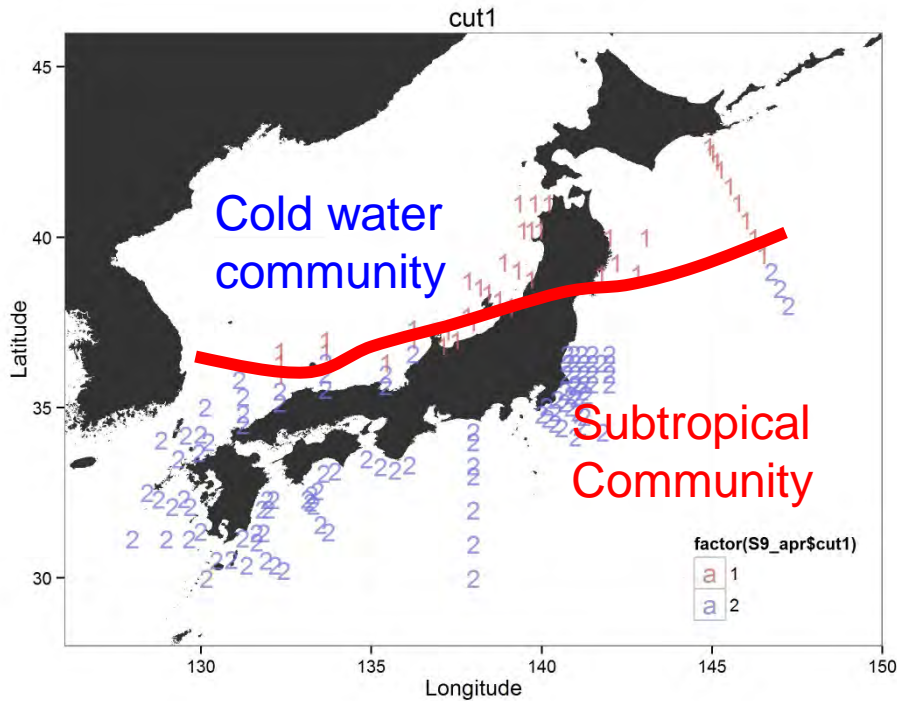 cut1
45
40
35
30
Latitude
Cold water
community
Subtropical
Community
factor(S9_apr$cut1)
a 1
a 2
130
135
140
145
150
Longitude